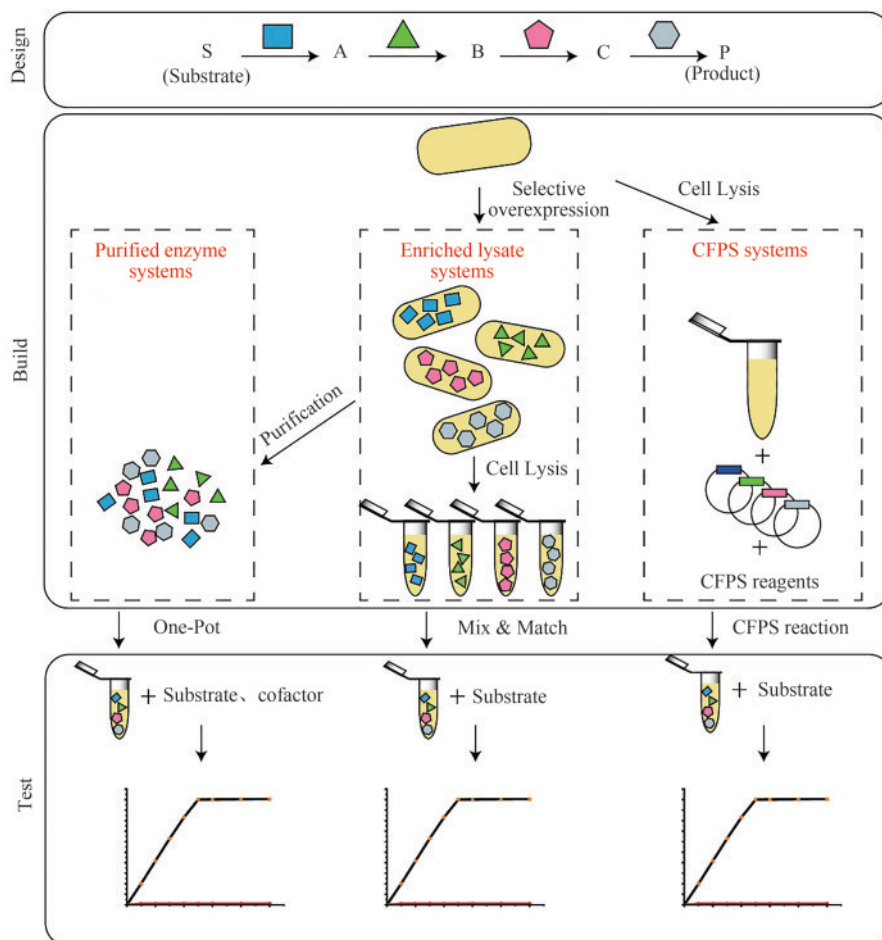 Design
S
A
B
C
P
(Substrate)
(Product)
Build
Selective
overexpression
Cell Lysis
Purified enzyme
systems
Enriched lysate
systems
CFPS systems
Purification
Cell Lysis
+
+
CFPS reagents
One-Pot
Mix & Match
CFPS reaction
Test
+ Substrate、cofactor
+ Substrate
+ Substrate